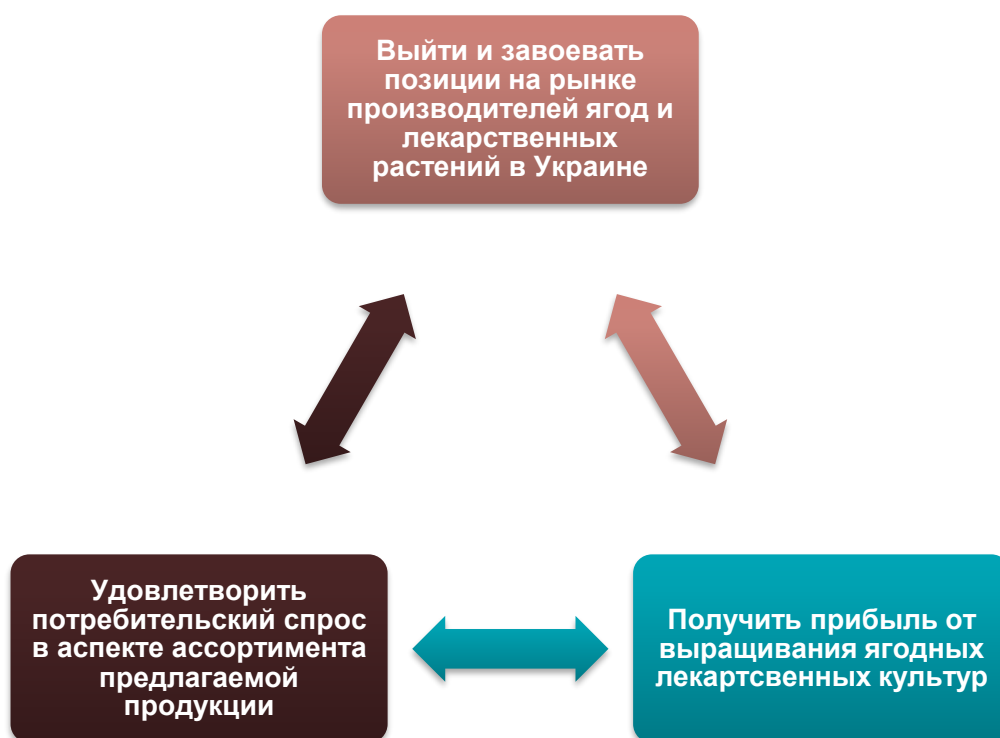 Выйти и завоевать
позиции на рынке
производителей ягод и
лекарственных
растений в Украине
Удовлетворить
потребительский спрос
в аспекте ассортимента
предлагаемой
продукции
Получить прибыль от
выращивания ягодных
лекартсвенных культур